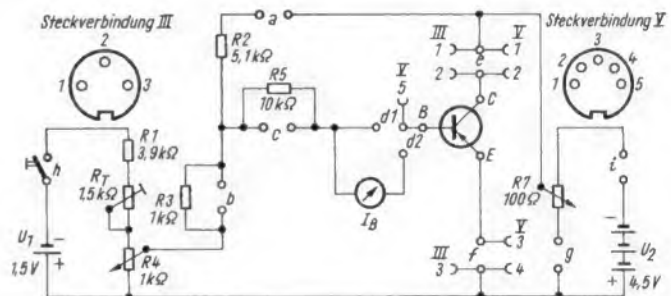 Steckverbindung III
Steckverbindung V
1 2 3
1 2 3 4 5
a
R2
5,1kΩ
R5
10kΩ
c
V
5
d1
d2
B
C
E
III
1
V
1
e
2
2
R1
3,9kΩ
h
RT
1,5kΩ
R3
1kΩ
b
IB
R7
100Ω
i
U1
1,5V
−
+
R4
1kΩ
f
V
3
III
3
4
g
−
+
U2
4,5V